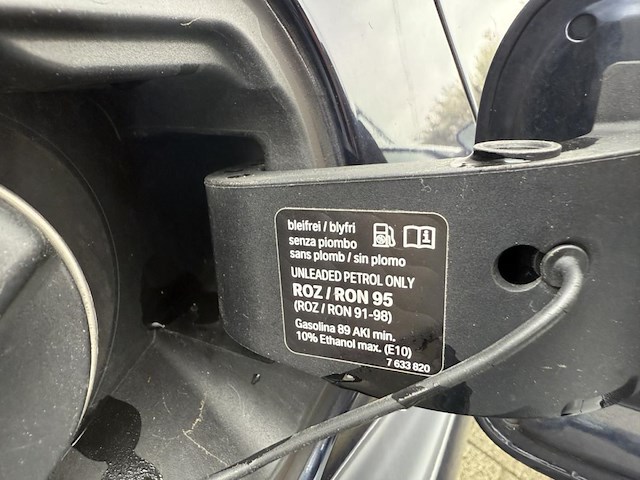 bleifrei / blyfri
senza piombo
sans plomb / sin plomo
UNLEADED PETROL ONLY
ROZ / RON 95
(ROZ / RON 91-98)
Gasolina 89 AKI min.
10% Ethanol max. (E10)
7 633 820